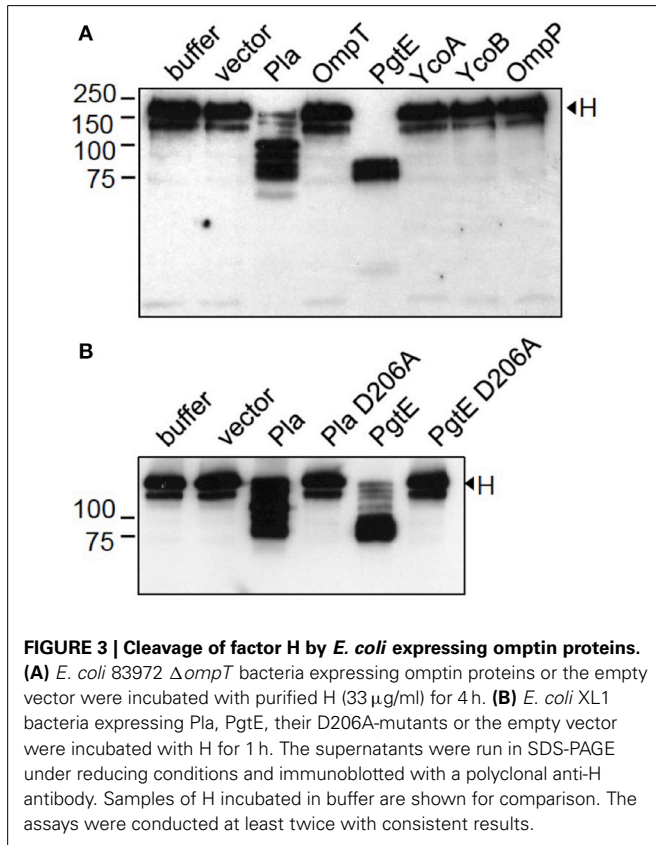 A
buffer vector Pla OmpT PgtE YcoA YcoB OmpP
250
150
100
75
◄H
B
buffer vector Pla Pla D206A PgtE PgtE D206A
100
75
◄H
FIGURE 3 | Cleavage of factor H by E. coli expressing omptin proteins.
(A) E. coli 83972 ΔompT bacteria expressing omptin proteins or the empty
vector were incubated with purified H (33 μg/ml) for 4 h. (B) E. coli XL1
bacteria expressing Pla, PgtE, their D206A-mutants or the empty vector
were incubated with H for 1 h. The supernatants were run in SDS-PAGE
under reducing conditions and immunoblotted with a polyclonal anti-H
antibody. Samples of H incubated in buffer are shown for comparison. The
assays were conducted at least twice with consistent results.